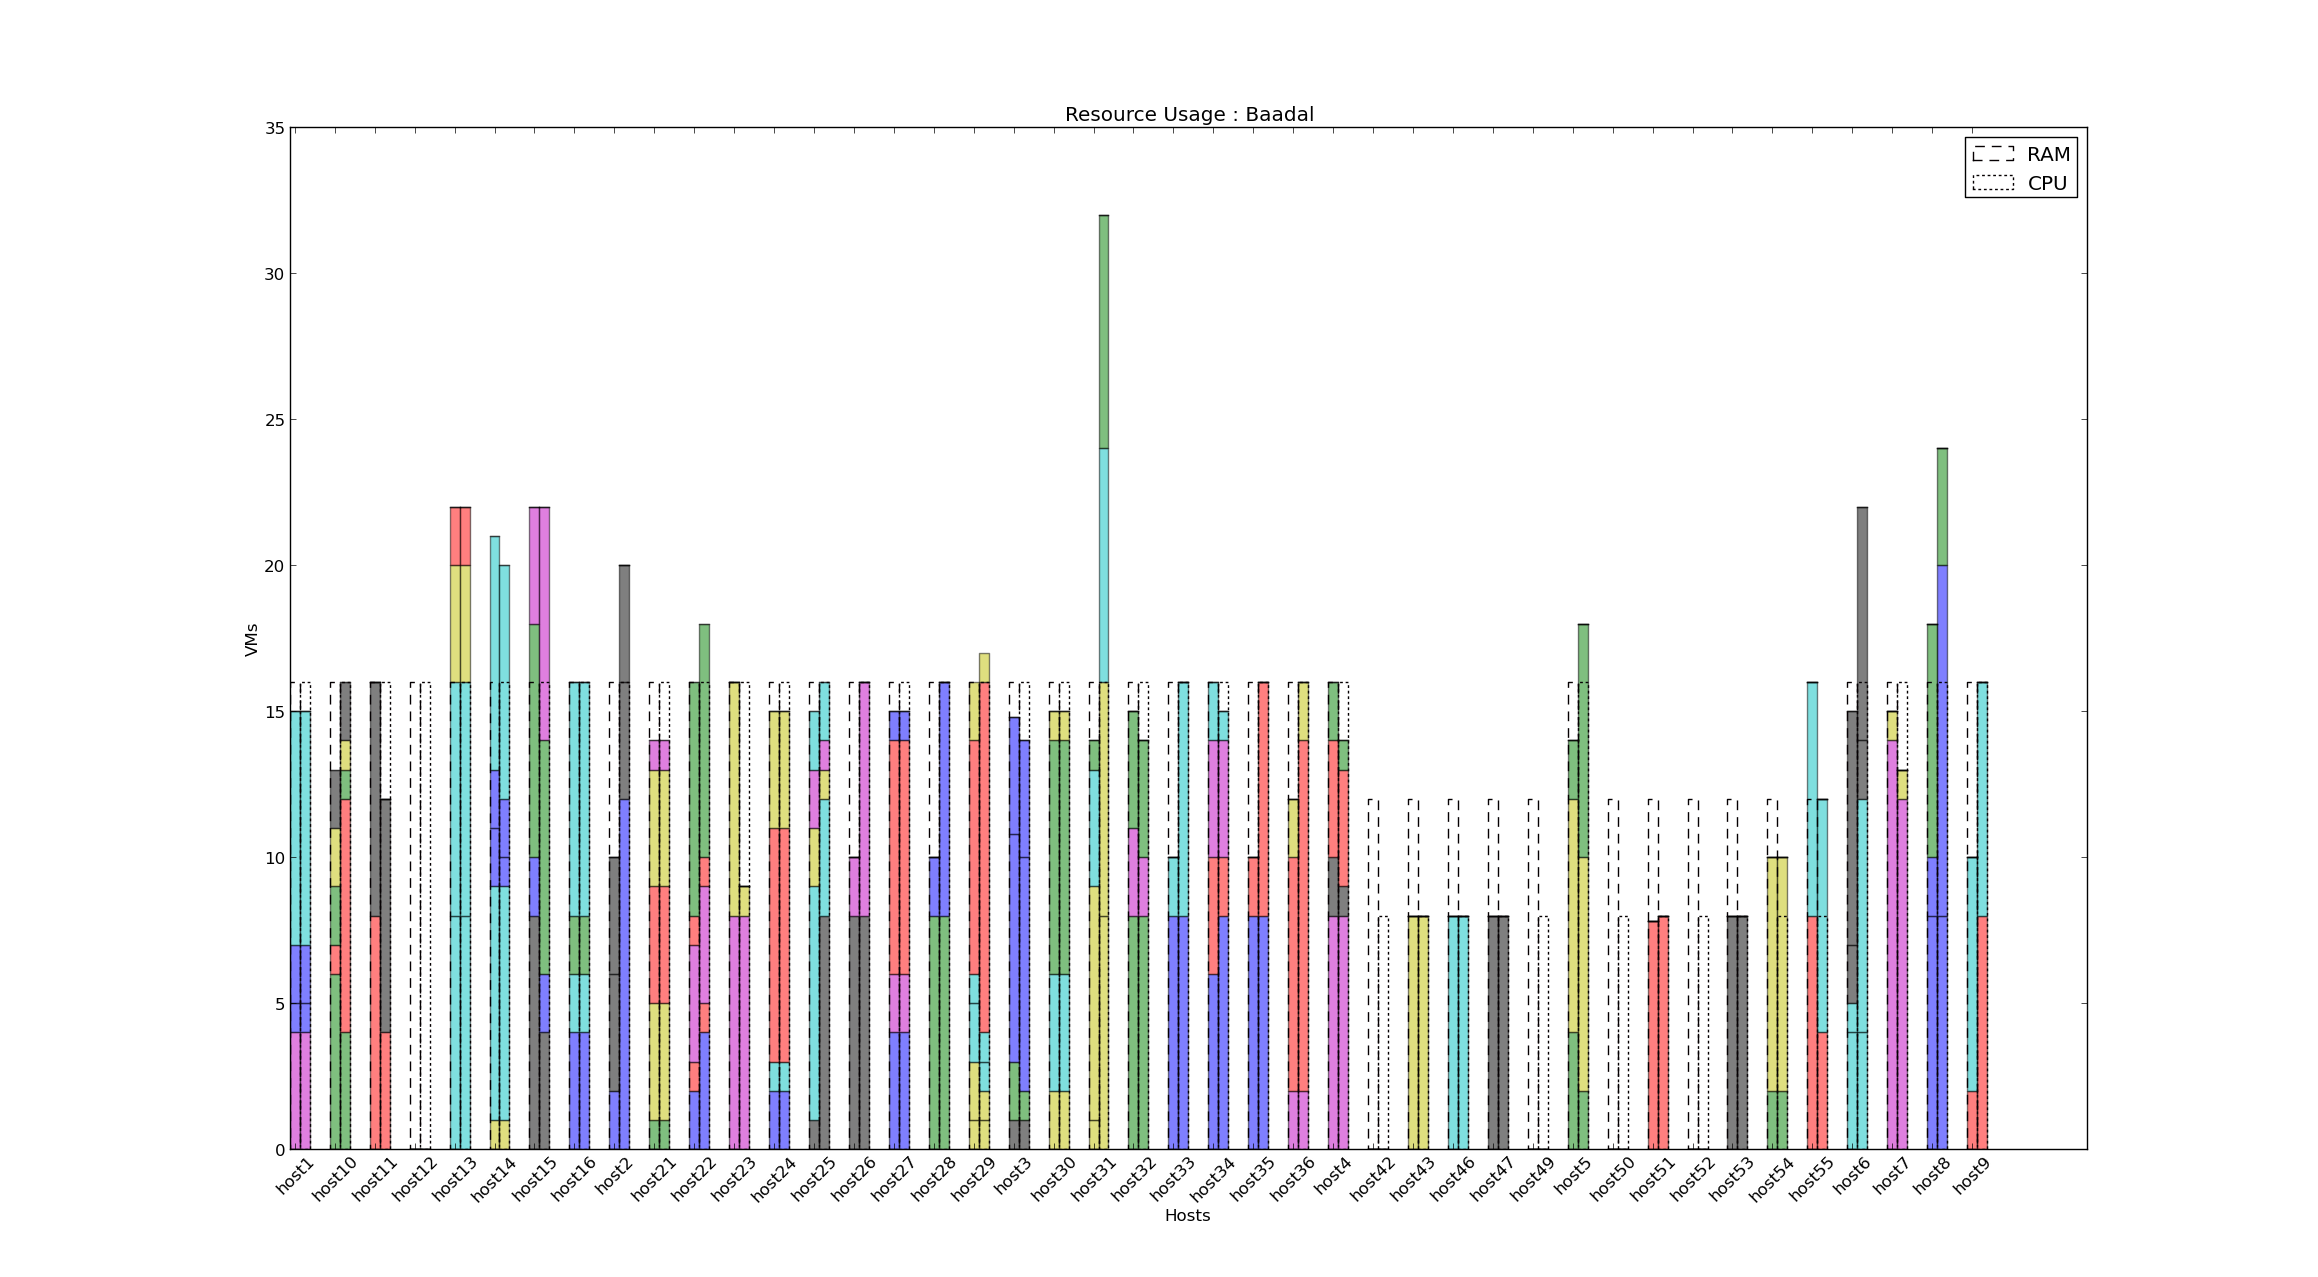 Resource Usage : Baadal
RAM
CPU
35
30
25
20
15
10
5
0
VMs
host1 host10 host11 host12 host13 host14 host15 host16 host2 host21 host22 host23 host24 host25 host26 host27 host28 host29 host3 host30 host31 host32 host33 host34 host35 host36 host4 host42 host43 host46 host47 host49 host5 host50 host51 host52 host53 host54 host55 host6 host7 host8 host9
Hosts